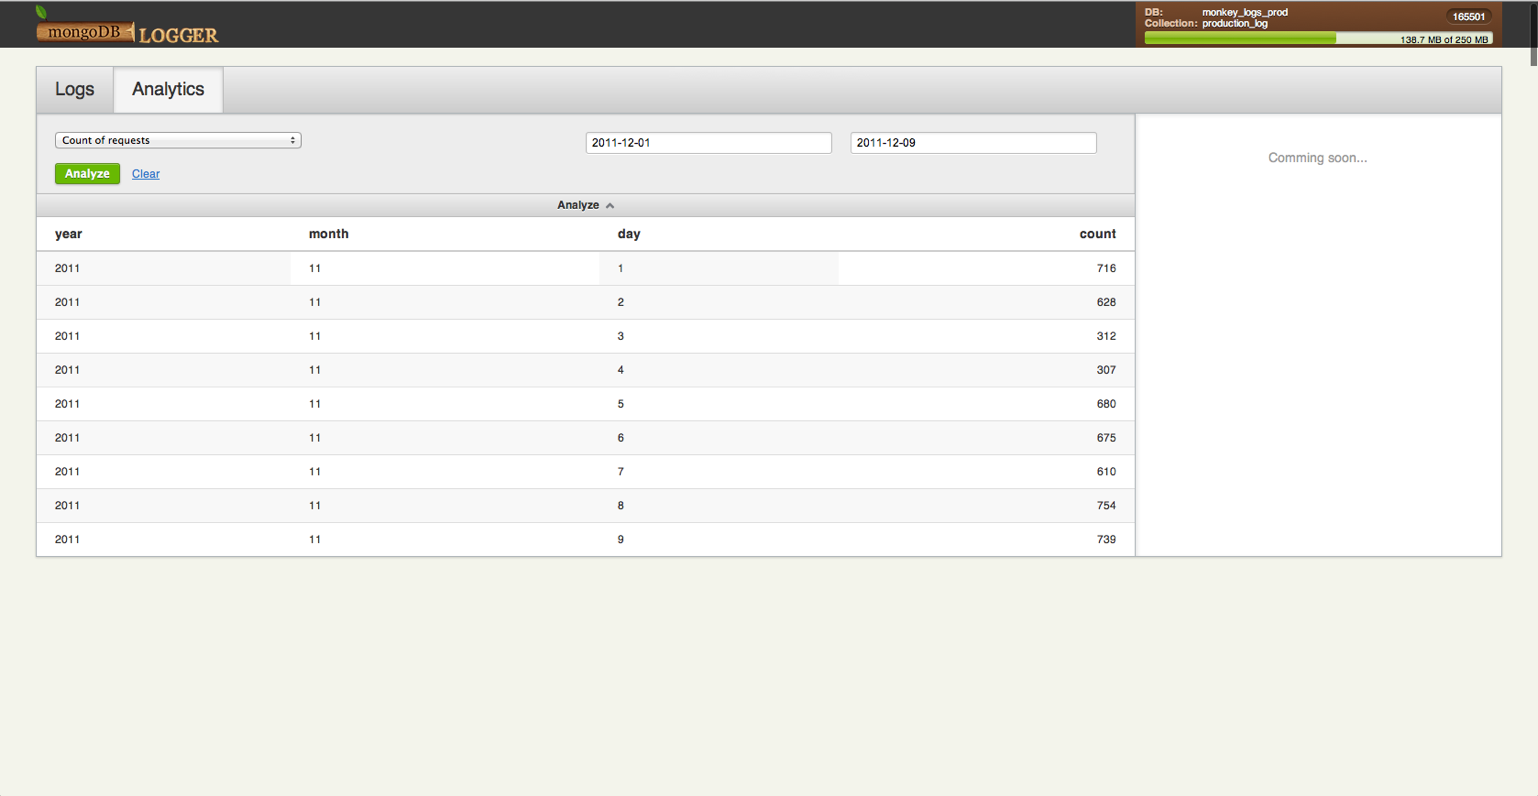 mongoDB LOGGER
DB: monkey_logs_prod 165501
Collection: production_log
138.7 MB of 250 MB
Logs Analytics
Count of requests 2011-12-01 2011-12-09
Comming soon...
Analyze Clear
Analyze
year month day count
2011 11 1 716
2011 11 2 628
2011 11 3 312
2011 11 4 307
2011 11 5 680
2011 11 6 675
2011 11 7 610
2011 11 8 754
2011 11 9 739